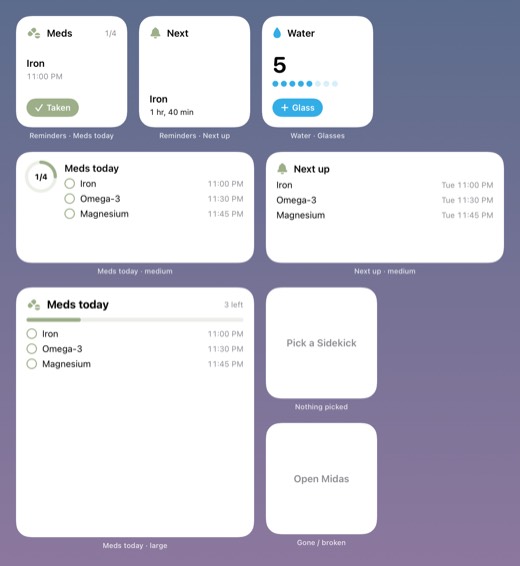 Meds 1/4
Iron
11:00 PM
Taken
Reminders · Meds today
Next
Iron
1 hr, 40 min
Reminders · Next up
Water
5
+ Glass
Water · Glasses
1/4
Meds today
Iron 11:00 PM
Omega-3 11:30 PM
Magnesium 11:45 PM
Meds today · medium
Next up
Iron Tue 11:00 PM
Omega-3 Tue 11:30 PM
Magnesium Tue 11:45 PM
Next up · medium
Meds today 3 left
Iron 11:00 PM
Omega-3 11:30 PM
Magnesium 11:45 PM
Meds today · large
Pick a Sidekick
Nothing picked
Open Midas
Gone / broken